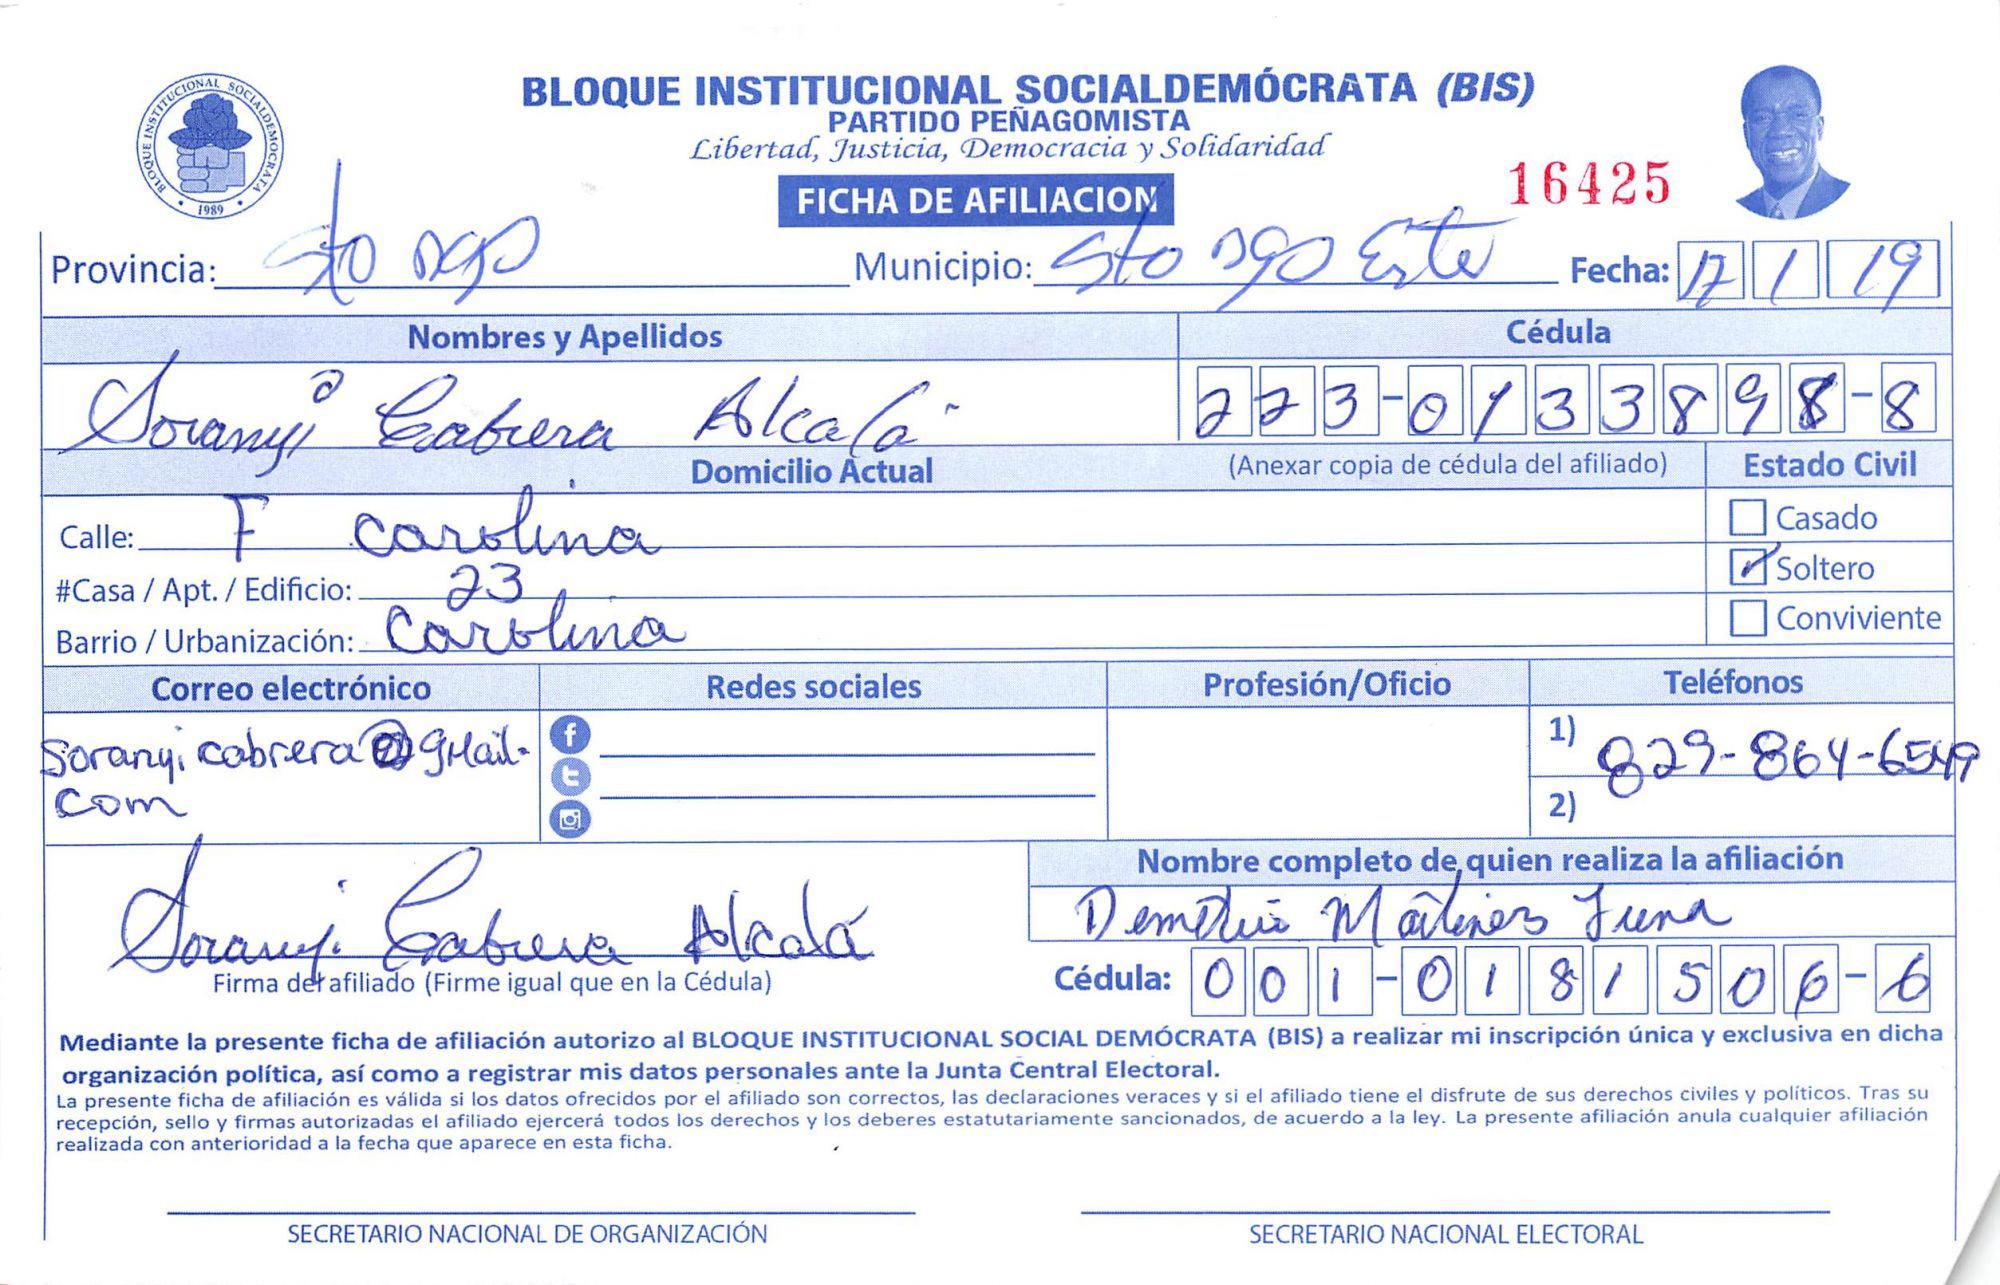 BLOQUE INSTITUCIONAL SOCIALDEMÓCRATA (BIS)
PARTIDO PEÑAGOMISTA
Libertad, Justicia, Democracia y Solidaridad
BLOQUE INSTITUCIONAL SOCIALDEMOCRATA
1989
16425
FICHA DE AFILIACION
Provincia: Sto Dgo Municipio: Sto Dgo Este Fecha: 17 1 19
Nombres y Apellidos Cédula
Soranyi Cabrera Alcalá 223-0133898-8
Domicilio Actual (Anexar copia de cédula del afiliado) Estado Civil
Calle: F Carolina Casado
#Casa / Apt. / Edificio: 23 Soltero
Barrio / Urbanización: Carolina Conviviente
Correo electrónico Redes sociales Profesión/Oficio Teléfonos
soranyicabrera@gmail. 1) 829-864-6549
com 2)
Nombre completo de quien realiza la afiliación
Soranyi Cabrera Alcalá Martinez
Firma del afiliado (Firme igual que en la Cédula) Cédula: 001-0181506-6
Mediante la presente ficha de afiliación autorizo al BLOQUE INSTITUCIONAL SOCIAL DEMÓCRATA (BIS) a realizar mi inscripción única y exclusiva en dicha
organización política, así como a registrar mis datos personales ante la Junta Central Electoral.
La presente ficha de afiliación es válida si los datos ofrecidos por el afiliado son correctos, las declaraciones veraces y si el afiliado tiene el disfrute de sus derechos civiles y políticos. Tras su
recepción, sello y firmas autorizadas el afiliado ejercerá todos los derechos y los deberes estatutariamente sancionados, de acuerdo a la ley. La presente afiliación anula cualquier afiliación
realizada con anterioridad a la fecha que aparece en esta ficha.
SECRETARIO NACIONAL DE ORGANIZACIÓN SECRETARIO NACIONAL ELECTORAL